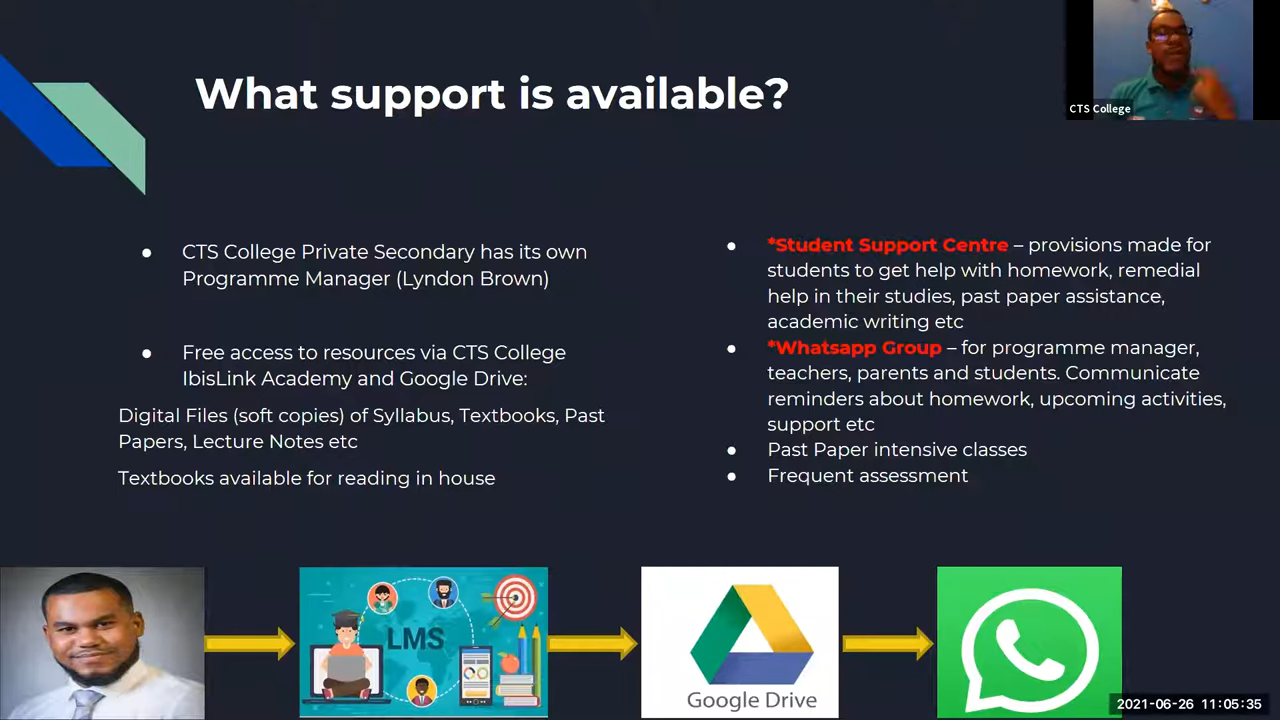 What support is available?
CTS College
● CTS College Private Secondary has its own
Programme Manager (Lyndon Brown)
● Free access to resources via CTS College
IbisLink Academy and Google Drive:
Digital Files (soft copies) of Syllabus, Textbooks, Past
Papers, Lecture Notes etc
Textbooks available for reading in house
● *Student Support Centre – provisions made for
students to get help with homework, remedial
help in their studies, past paper assistance,
academic writing etc
● *Whatsapp Group – for programme manager,
teachers, parents and students. Communicate
reminders about homework, upcoming activities,
support etc
● Past Paper intensive classes
● Frequent assessment
LMS
Google Drive
2021-06-26 11:05:35